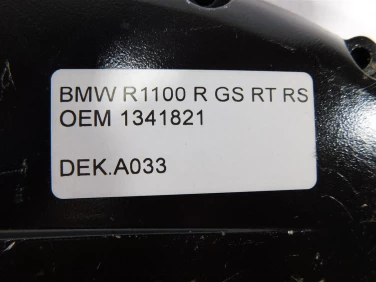 BMW R1100 R GS RT RS
OEM 1341821
DEK.A033